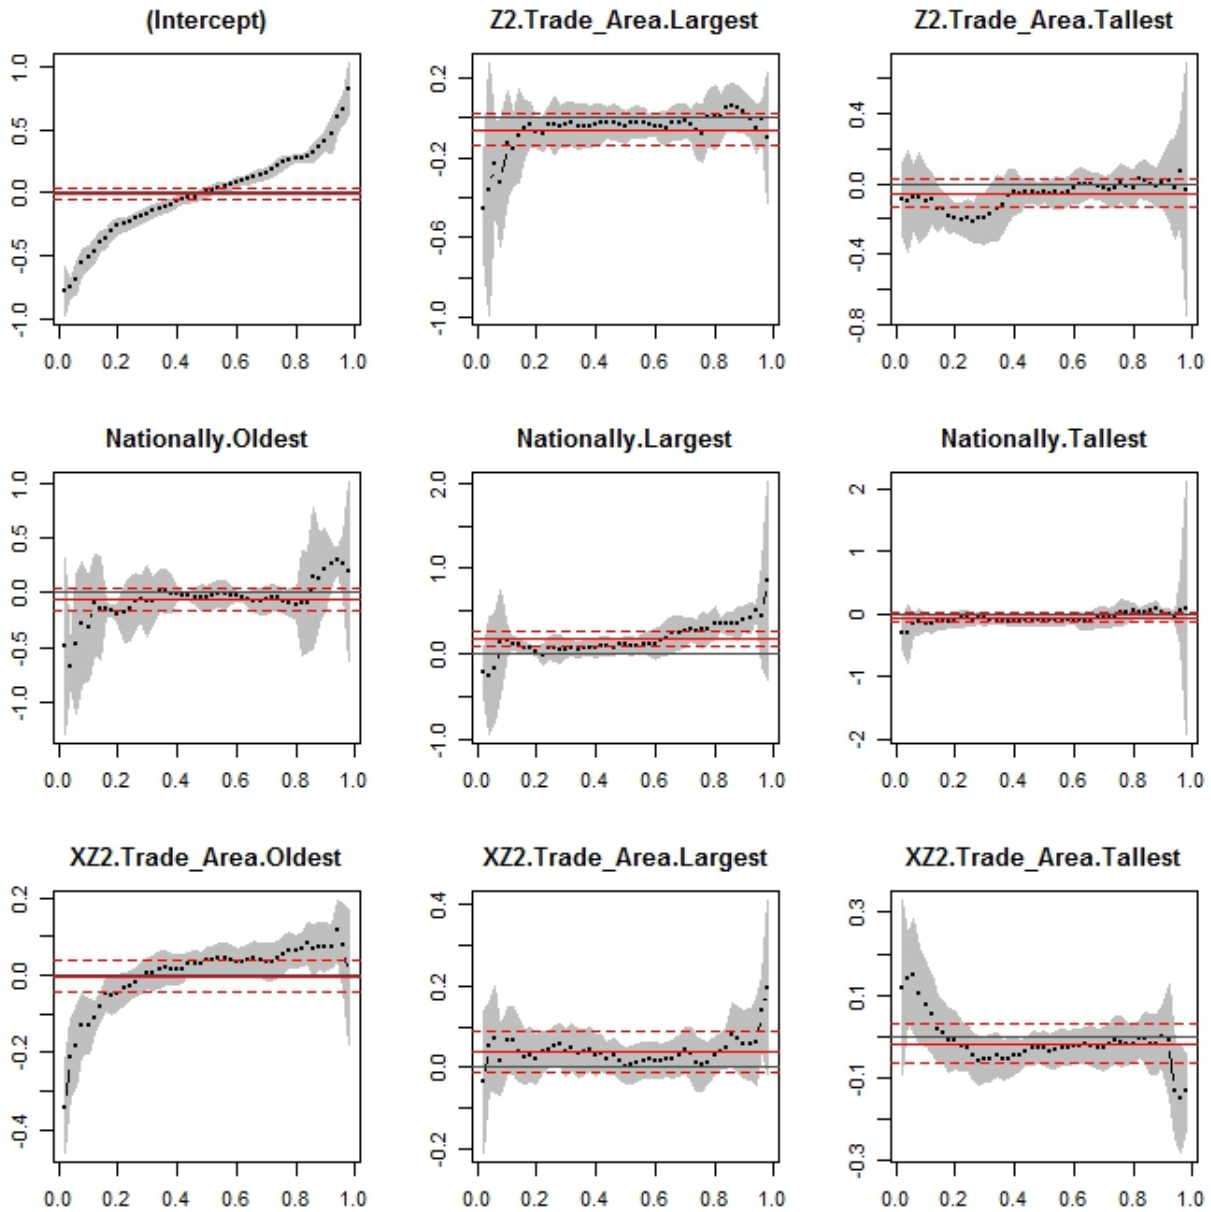 (Intercept)
Z2.Trade_Area.Largest
Z2.Trade_Area.Tallest
1.0
0.5
0.0
-0.5
-1.0
0.0 0.2 0.4 0.6 0.8 1.0
0.2
-0.2
-0.6
-1.0
0.0 0.2 0.4 0.6 0.8 1.0
0.4
0.0
-0.4
-0.8
0.0 0.2 0.4 0.6 0.8 1.0
Nationally.Oldest
Nationally.Largest
Nationally.Tallest
1.0
0.5
0.0
-0.5
-1.0
0.0 0.2 0.4 0.6 0.8 1.0
2.0
1.0
0.0
-1.0
0.0 0.2 0.4 0.6 0.8 1.0
2
1
0
-1
-2
0.0 0.2 0.4 0.6 0.8 1.0
XZ2.Trade_Area.Oldest
XZ2.Trade_Area.Largest
XZ2.Trade_Area.Tallest
0.2
0.0
-0.2
-0.4
0.0 0.2 0.4 0.6 0.8 1.0
0.4
0.2
0.0
-0.2
0.0 0.2 0.4 0.6 0.8 1.0
0.3
0.1
-0.1
-0.3
0.0 0.2 0.4 0.6 0.8 1.0